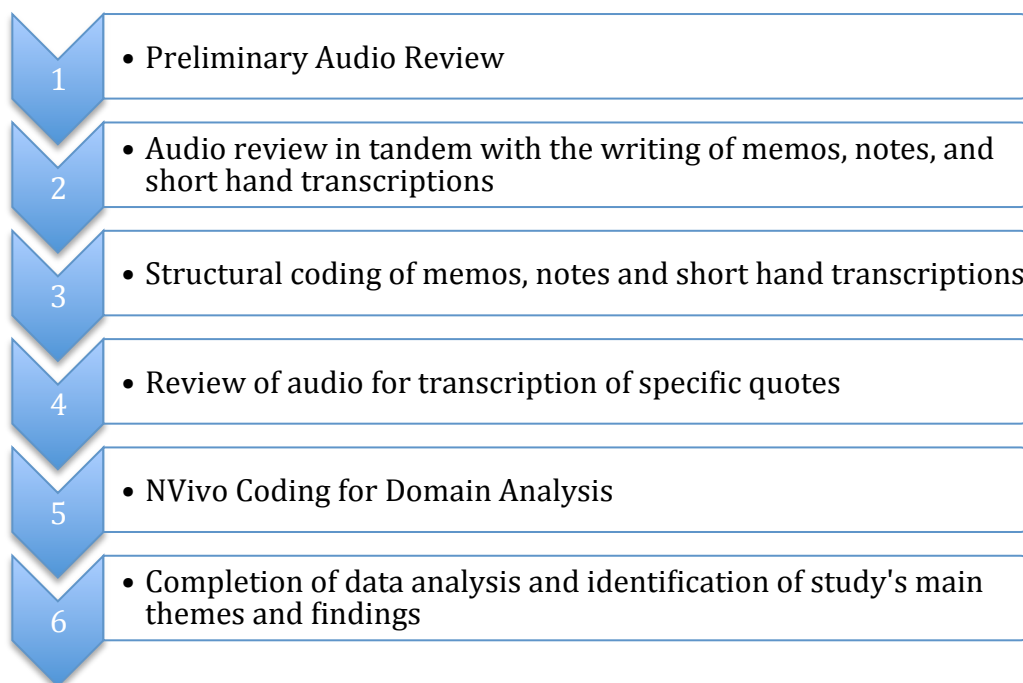 1
• Preliminary Audio Review
2
• Audio review in tandem with the writing of memos, notes, and
short hand transcriptions
3
• Structural coding of memos, notes and short hand transcriptions
4
• Review of audio for transcription of specific quotes
5
• NVivo Coding for Domain Analysis
6
• Completion of data analysis and identification of study's main
themes and findings